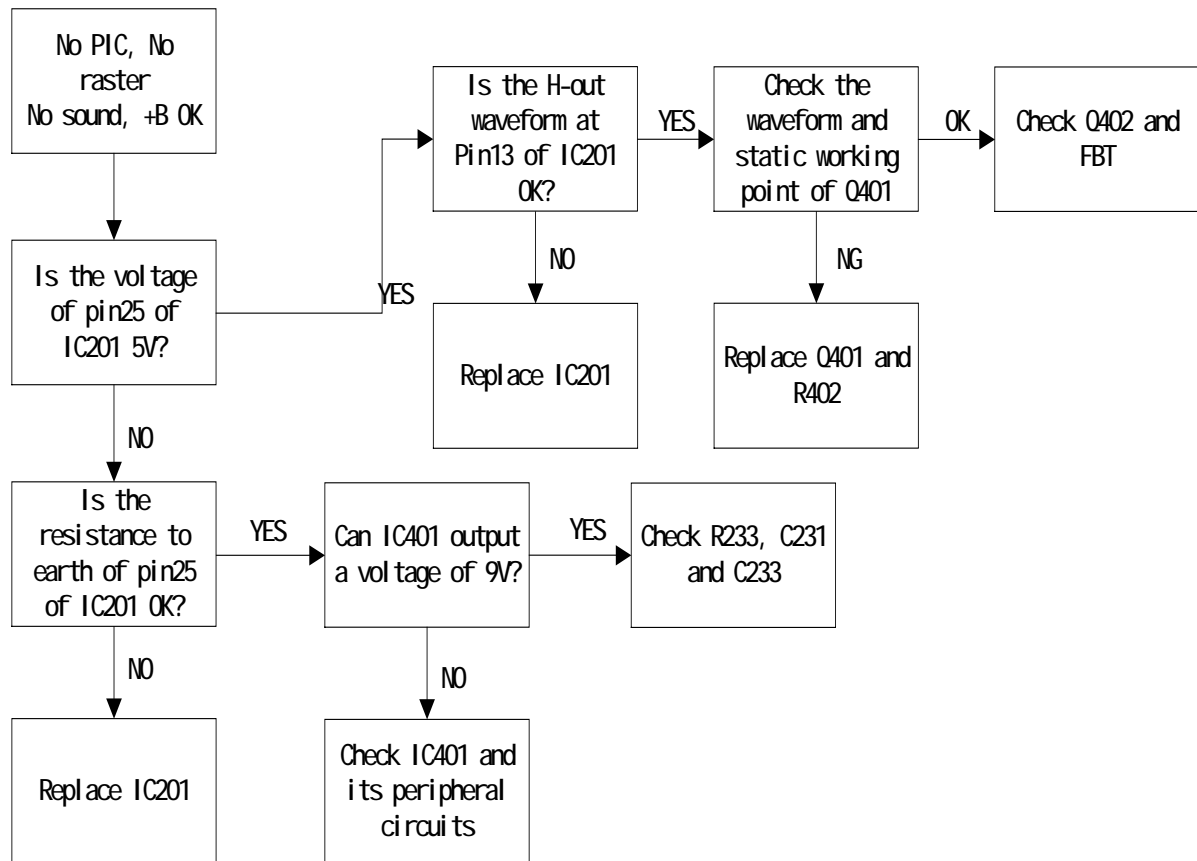 No PIC, No
raster
No sound, +B OK
Is the H-out
waveform at
Pin13 of IC201
OK?
YES
Check the
waveform and
static working
point of Q401
OK
Check Q402 and
FBT
Is the voltage
of pin25 of
IC201 5V?
YES
NO
Replace IC201
NG
Replace Q401 and
R402
NO
Is the
resistance to
earth of pin25
of IC201 OK?
YES
Can IC401 output
a voltage of 9V?
YES
Check R233, C231
and C233
NO
Replace IC201
NO
Check IC401 and
its peripheral
circuits